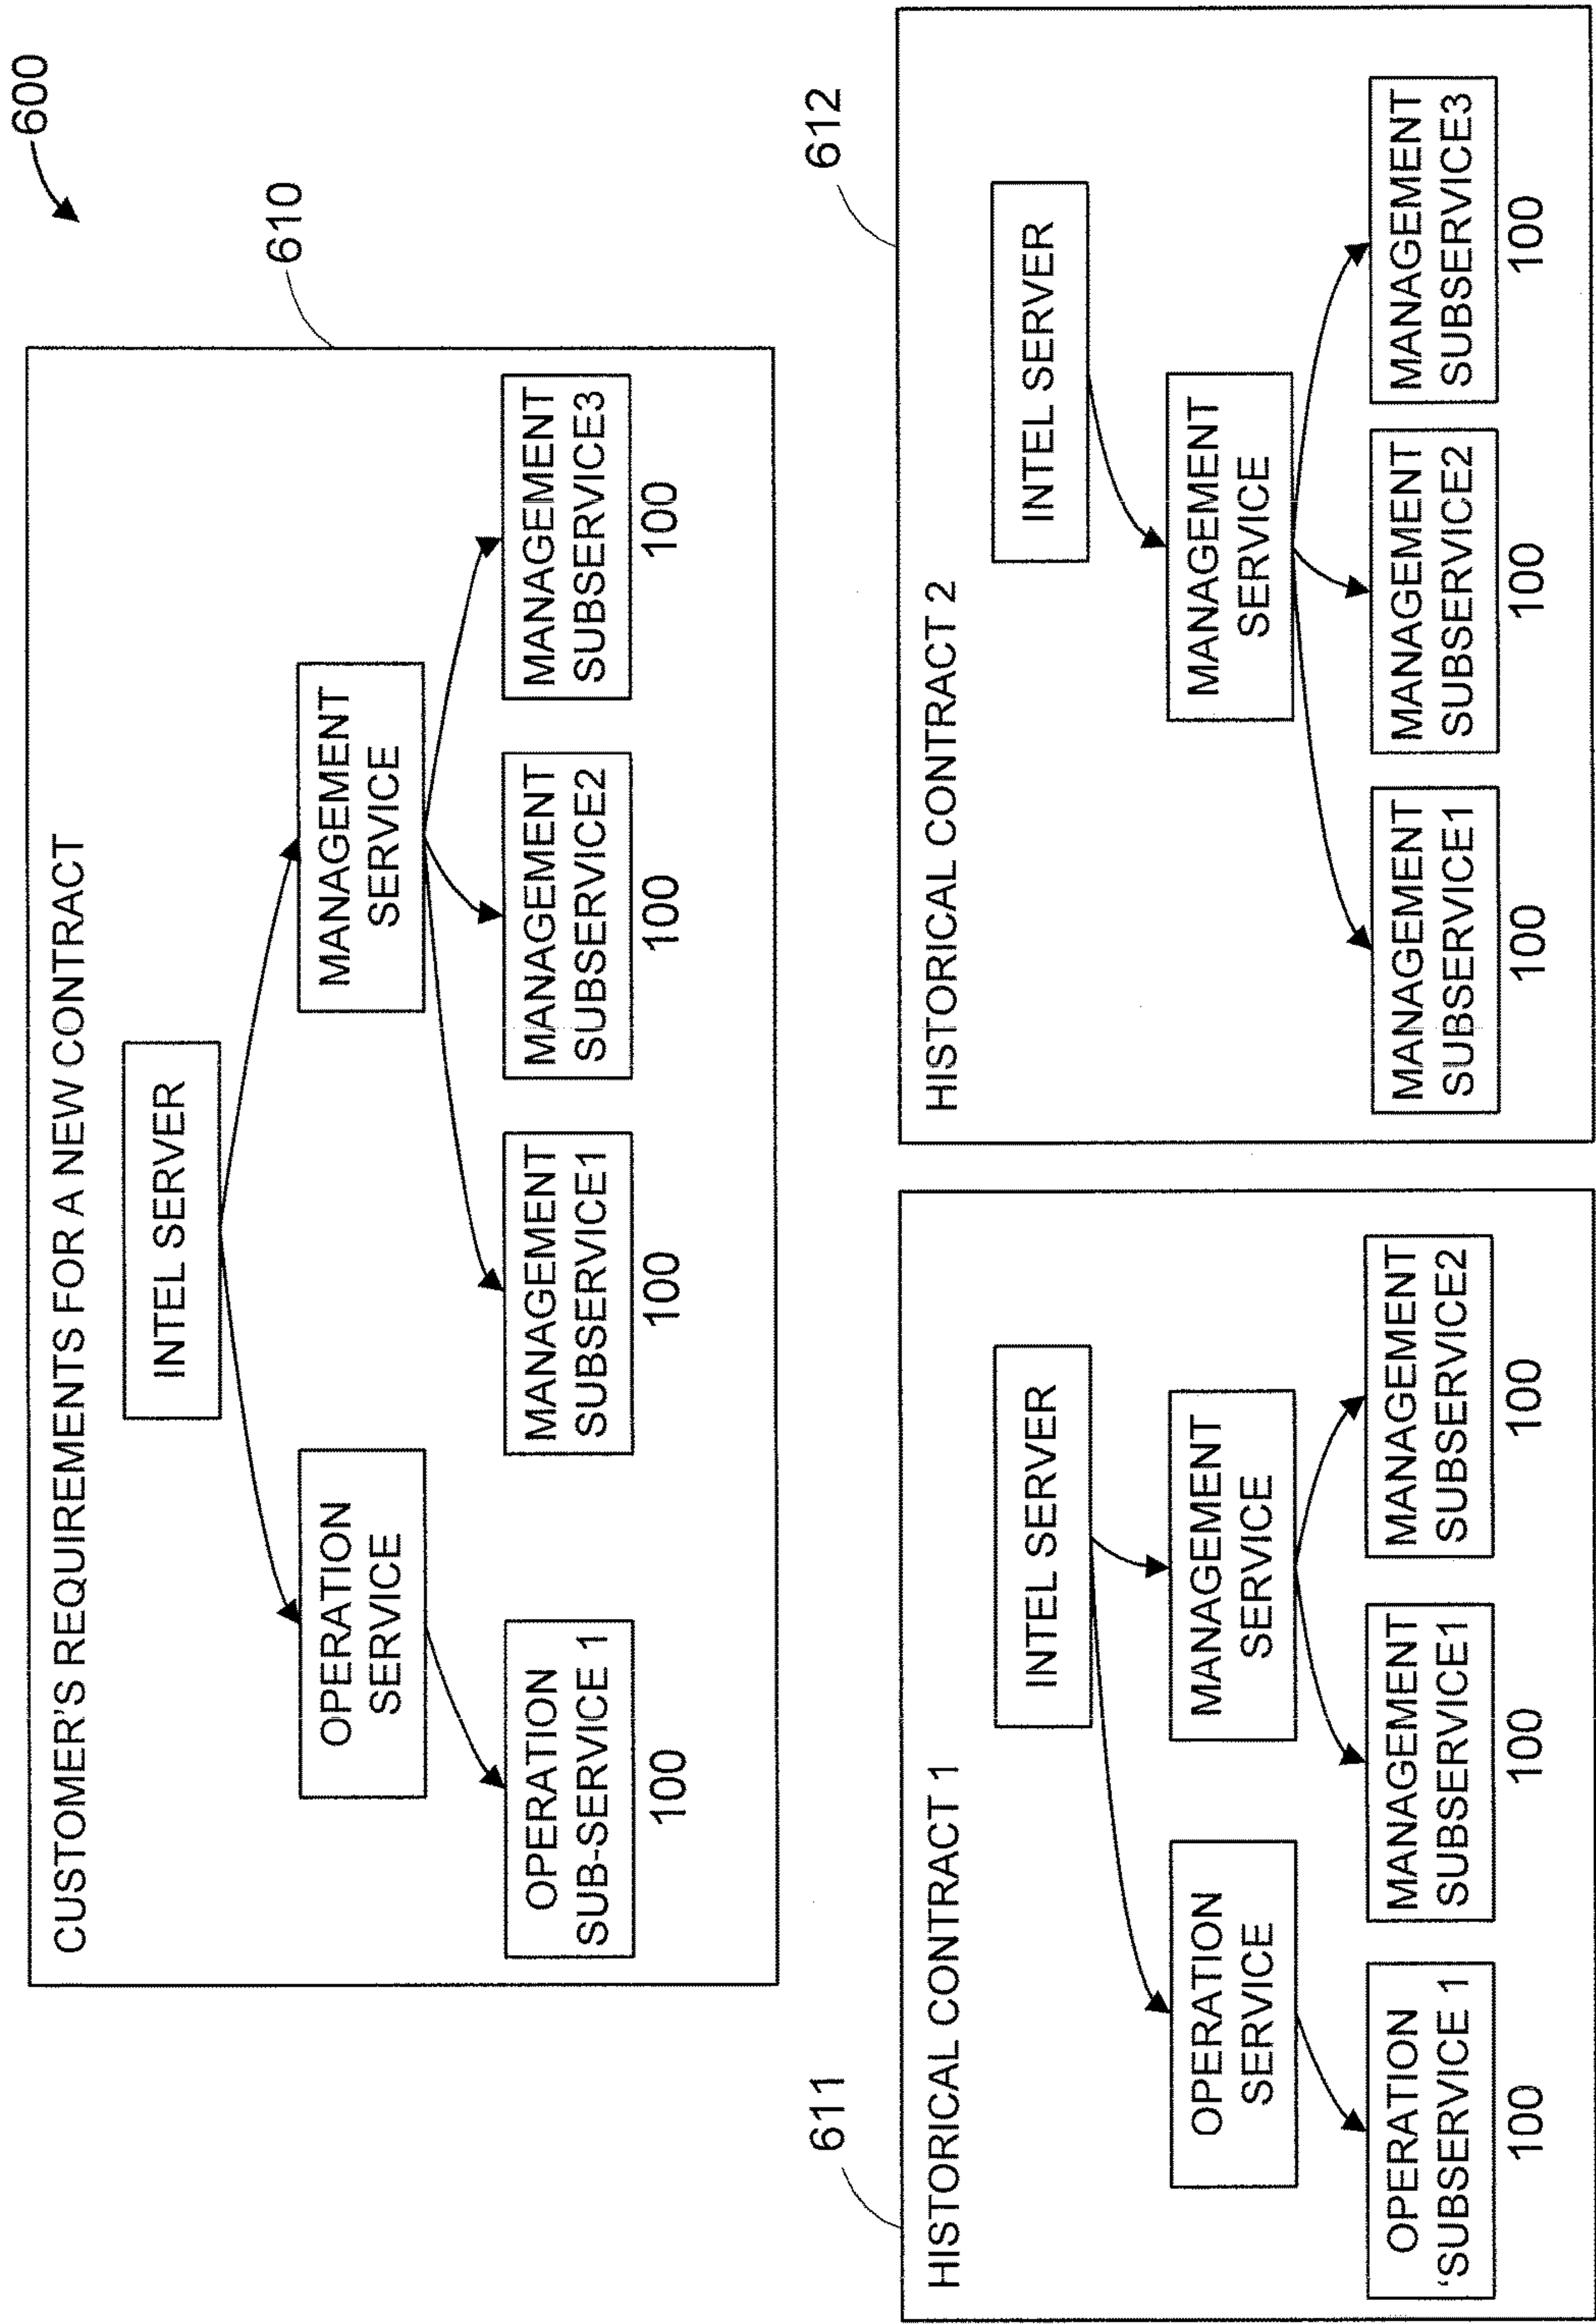 600
610
CUSTOMER'S REQUIREMENTS FOR A NEW CONTRACT
INTEL SERVER
OPERATION
SERVICE
MANAGEMENT
SERVICE
OPERATION
SUB-SERVICE 1
100
MANAGEMENT
SUBSERVICE1
100
MANAGEMENT
SUBSERVICE2
100
MANAGEMENT
SUBSERVICE3
100
611
HISTORICAL CONTRACT 1
INTEL SERVER
OPERATION
SERVICE
MANAGEMENT
SERVICE
OPERATION
'SUBSERVICE 1
100
MANAGEMENT
SUBSERVICE1
100
MANAGEMENT
SUBSERVICE2
100
612
HISTORICAL CONTRACT 2
INTEL SERVER
MANAGEMENT
SERVICE
MANAGEMENT
SUBSERVICE1
100
MANAGEMENT
SUBSERVICE2
100
MANAGEMENT
SUBSERVICE3
100